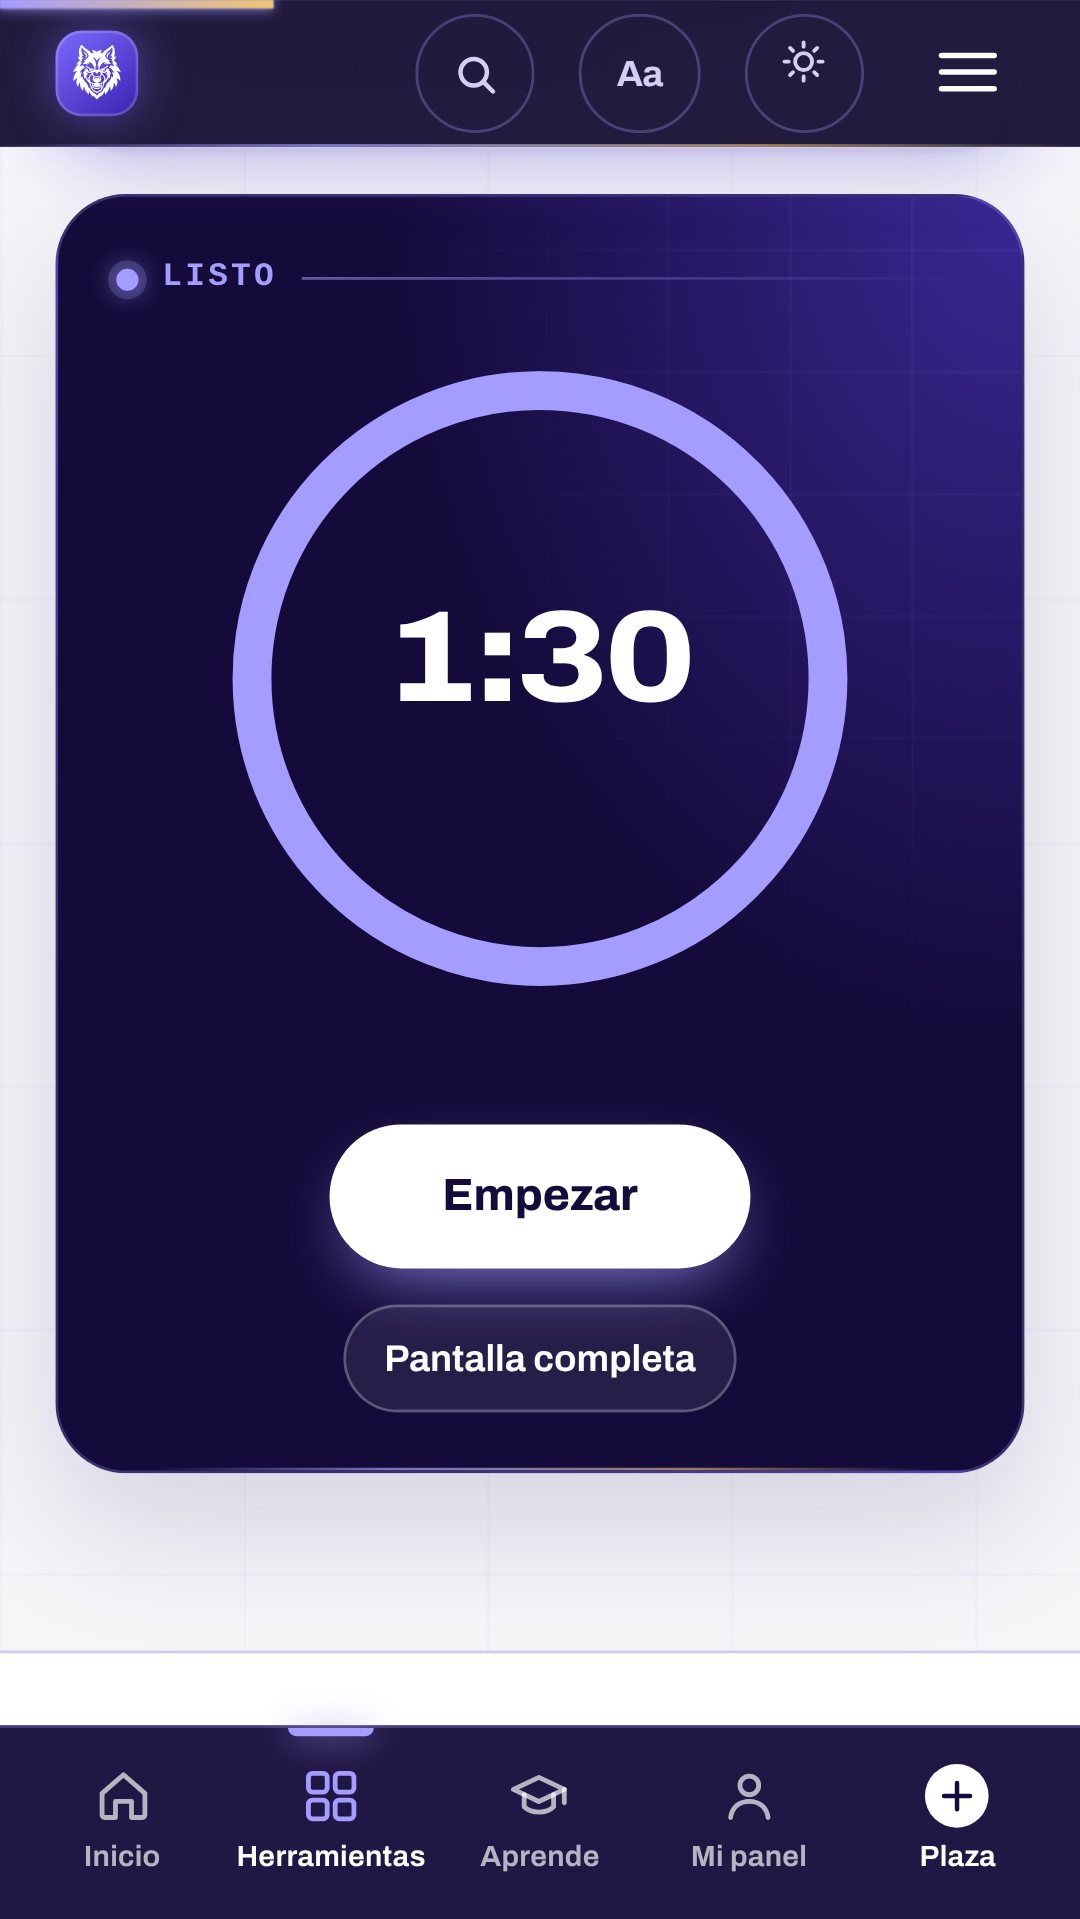 Aa
LISTO
1:30
Empezar
Pantalla completa
Inicio
Herramientas
Aprende
Mi panel
Plaza